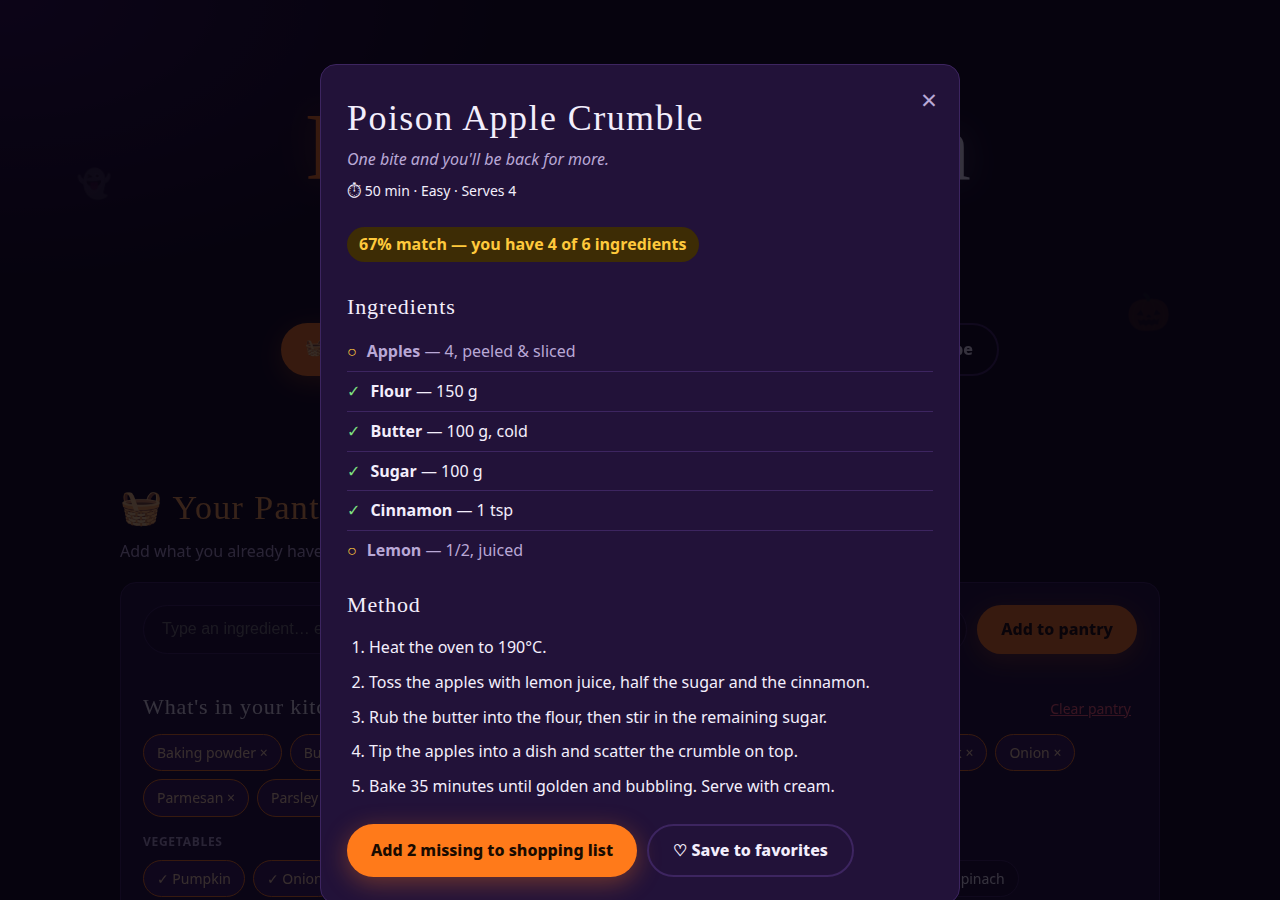 Poison Apple Crumble
✕
One bite and you'll be back for more.
⏱ 50 min · Easy · Serves 4
67% match — you have 4 of 6 ingredients
Ingredients
○ Apples — 4, peeled & sliced
✓ Flour — 150 g
✓ Butter — 100 g, cold
✓ Sugar — 100 g
✓ Cinnamon — 1 tsp
○ Lemon — 1/2, juiced
Method
1. Heat the oven to 190°C.
2. Toss the apples with lemon juice, half the sugar and the cinnamon.
3. Rub the butter into the flour, then stir in the remaining sugar.
4. Tip the apples into a dish and scatter the crumble on top.
5. Bake 35 minutes until golden and bubbling. Serve with cream.
Add 2 missing to shopping list
♡ Save to favorites
Your Pant
Add what you already have
Type an ingredient…
Add to pantry
What's in your kitc
Clear pantry
Baking powder ×
Onion ×
Parmesan ×
Parsley
VEGETABLES
✓ Pumpkin
✓ Onion